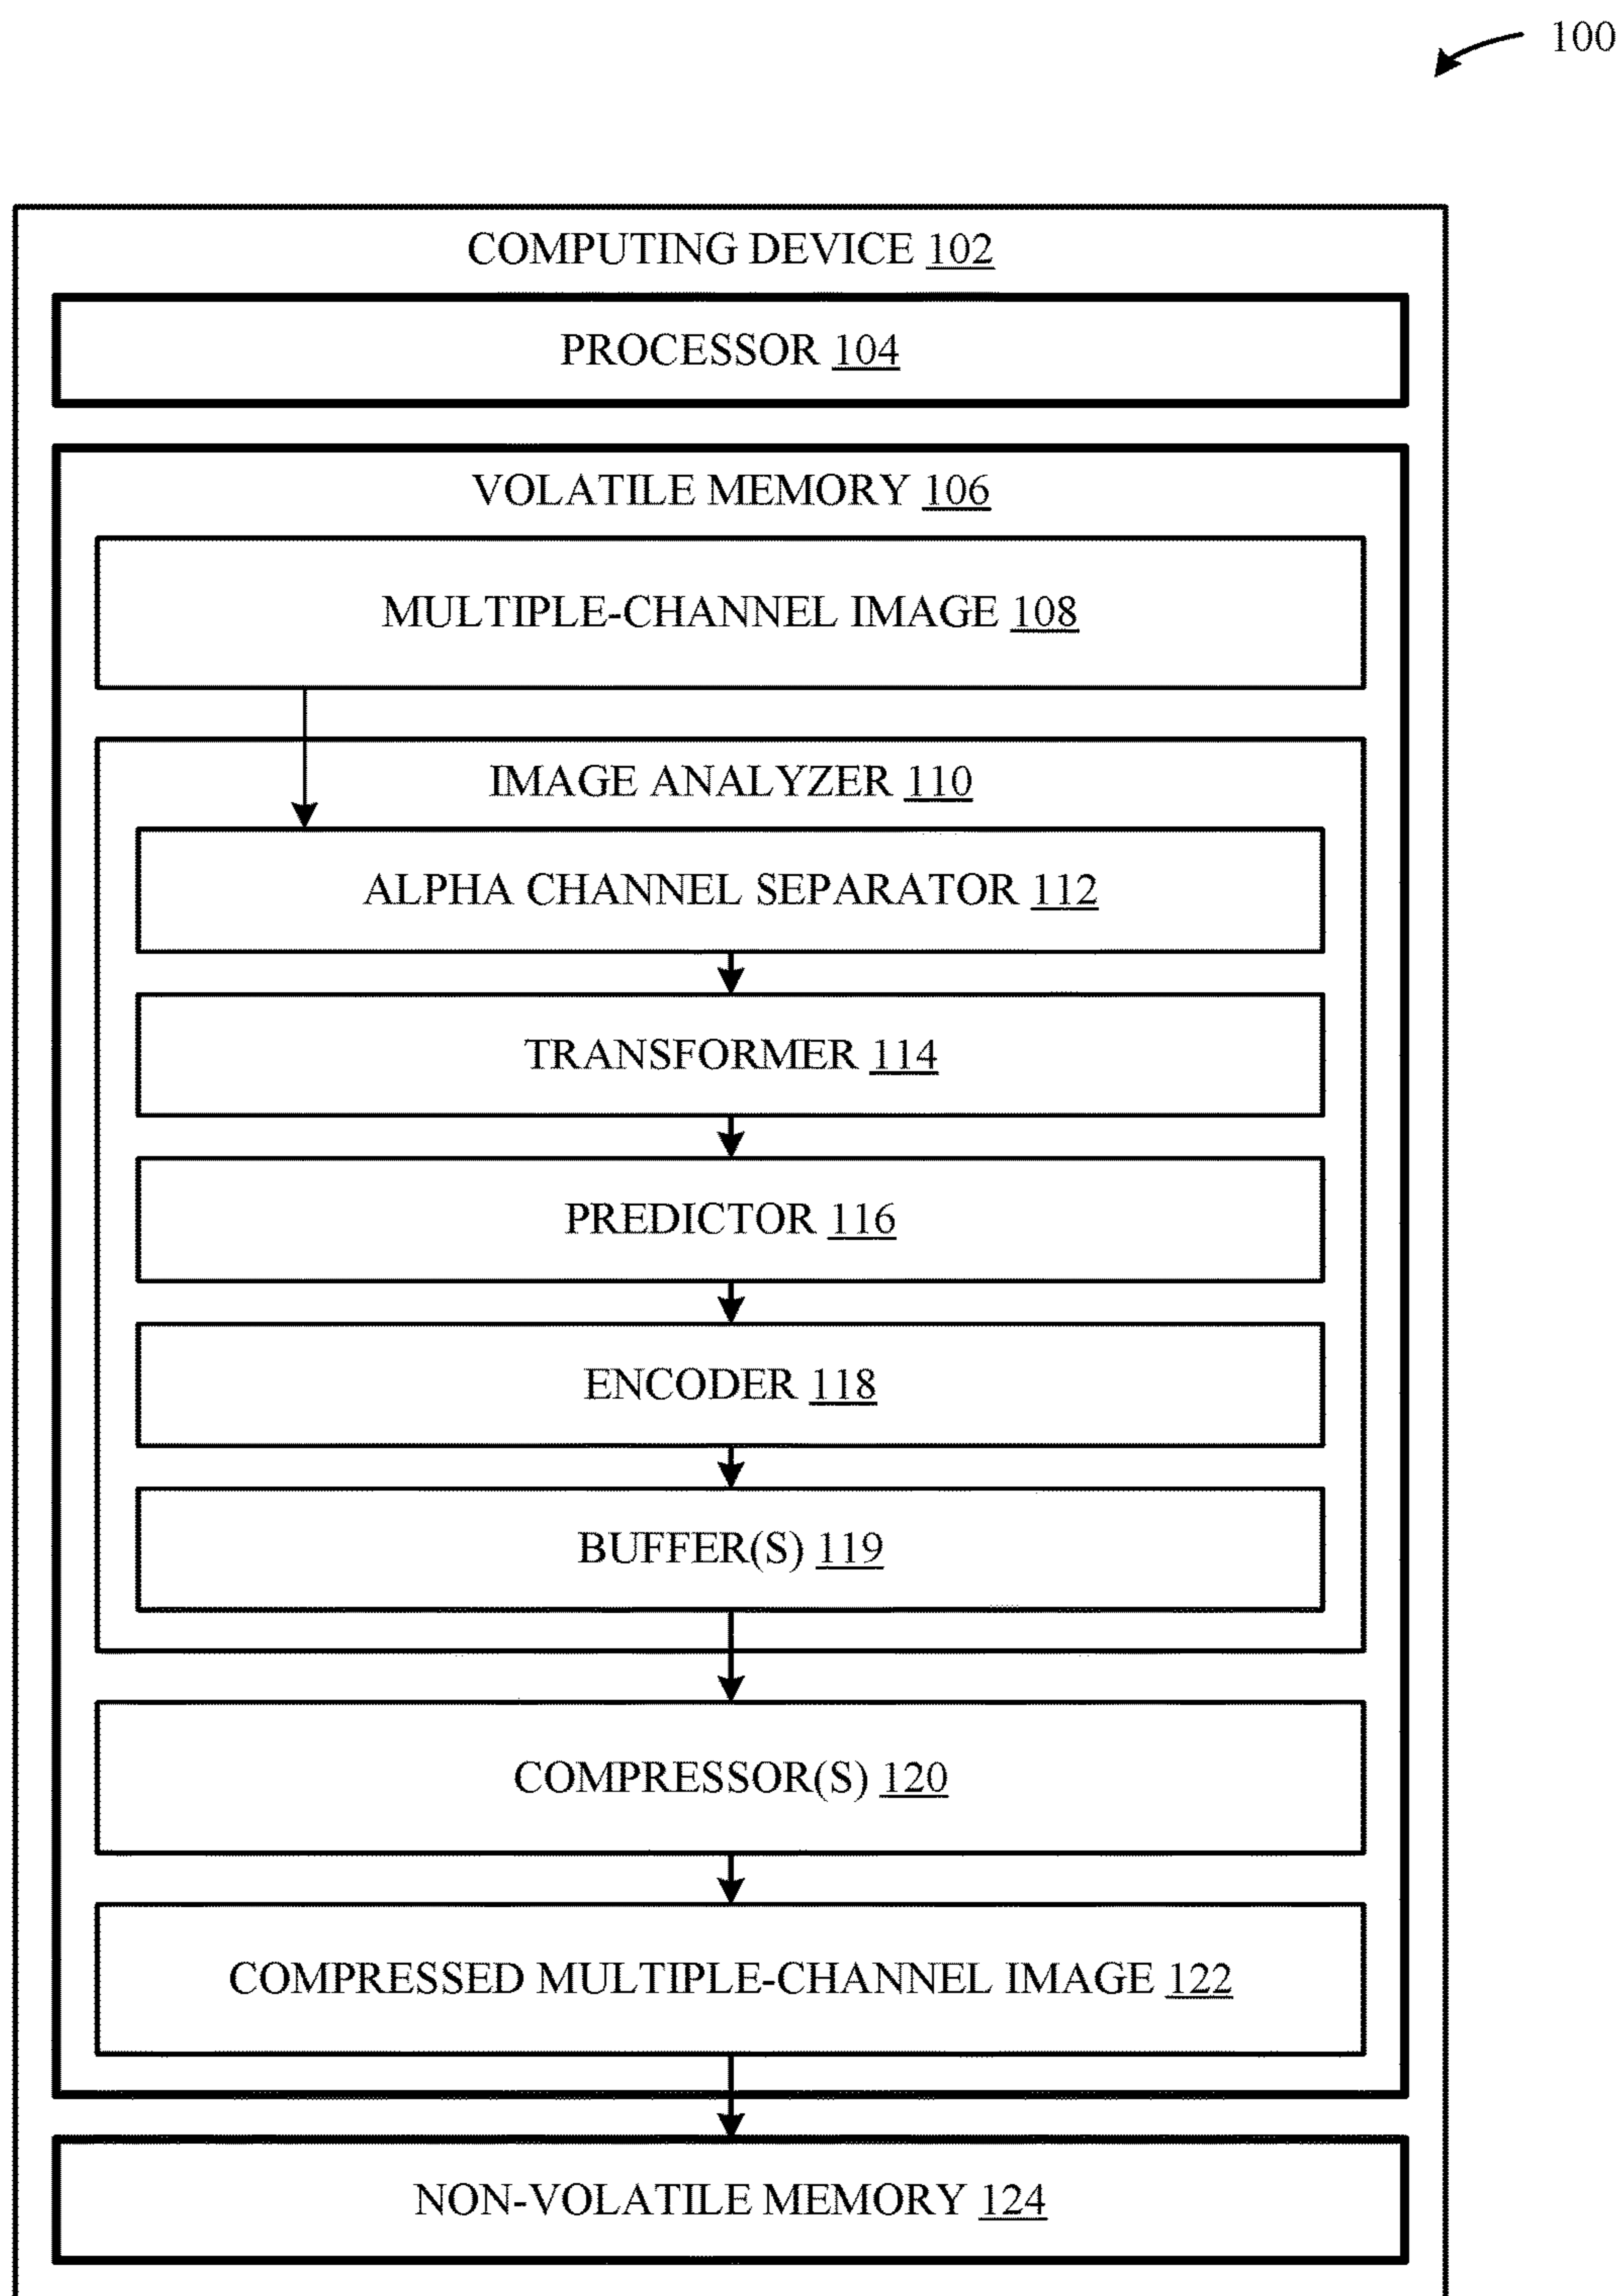 100
COMPUTING DEVICE 102
PROCESSOR 104
VOLATILE MEMORY 106
MULTIPLE-CHANNEL IMAGE 108
IMAGE ANALYZER 110
ALPHA CHANNEL SEPARATOR 112
TRANSFORMER 114
PREDICTOR 116
ENCODER 118
BUFFER(S) 119
COMPRESSOR(S) 120
COMPRESSED MULTIPLE-CHANNEL IMAGE 122
NON-VOLATILE MEMORY 124